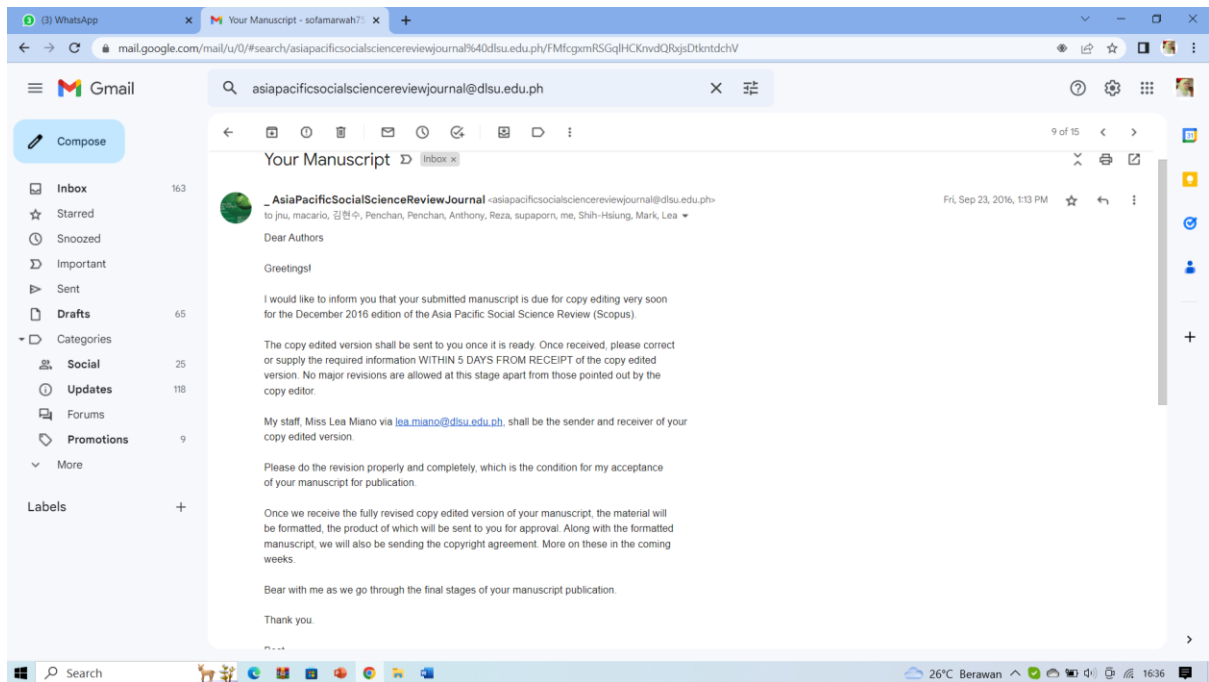 (3) WhatsApp
Your Manuscript - sofamarwah75
mail.google.com/mail/u/0/#search/asiapacificsocialsciencereviewjournal%40dlsu.edu.ph/FMfcgxmRSGqlHCKnvdQRxjsDtkntdchV
Gmail
asiapacificsocialsciencereviewjournal@dlsu.edu.ph
Compose
9 of 15
31
Your Manuscript Inbox ×
Inbox 163
_ AsiaPacificSocialScienceReviewJournal <asiapacificsocialsciencereviewjournal@dlsu.edu.ph> Fri, Sep 23, 2016, 1:13 PM
to jnu, macario, 김현수, Penchan, Penchan, Anthony, Reza, supaporn, me, Shih-Hsiung, Mark, Lea
Starred
Snoozed
Important
Sent
Drafts 65
Categories
Social 25
Updates 118
Forums
Promotions 9
More
Labels
Dear Authors
Greetings!
I would like to inform you that your submitted manuscript is due for copy editing very soon
for the December 2016 edition of the Asia Pacific Social Science Review (Scopus).
The copy edited version shall be sent to you once it is ready. Once received, please correct
or supply the required information WITHIN 5 DAYS FROM RECEIPT of the copy edited
version. No major revisions are allowed at this stage apart from those pointed out by the
copy editor.
My staff, Miss Lea Miano via lea.miano@dlsu.edu.ph, shall be the sender and receiver of your
copy edited version.
Please do the revision properly and completely, which is the condition for my acceptance
of your manuscript for publication.
Once we receive the fully revised copy edited version of your manuscript, the material will
be formatted, the product of which will be sent to you for approval. Along with the formatted
manuscript, we will also be sending the copyright agreement. More on these in the coming
weeks.
Bear with me as we go through the final stages of your manuscript publication.
Thank you.
Search
26°C Berawan
16:36